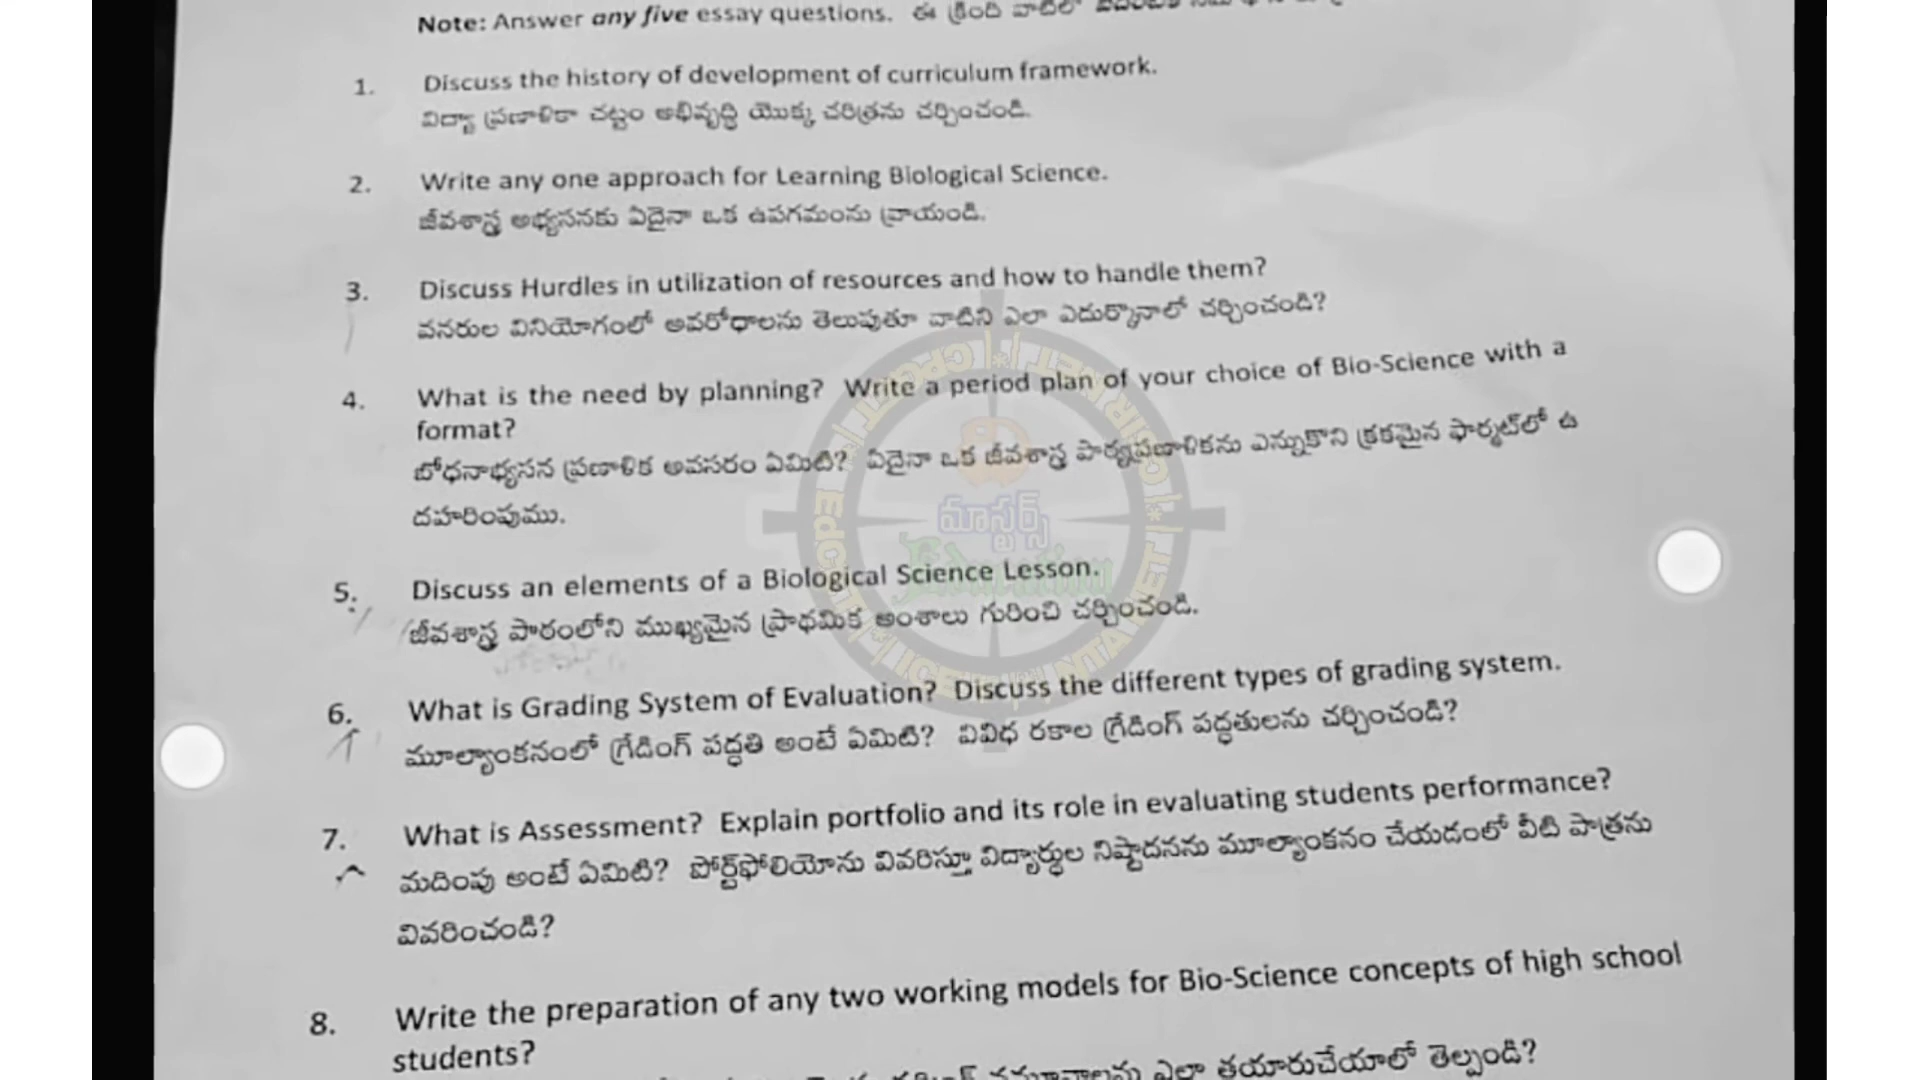 Note: Answer any five essay questions. ఈ క్రింది వాటిలో
1. Discuss the history of development of curriculum framework.
విద్యా ప్రణాళికా చట్టం అభివృద్ధి యొక్క చరిత్రను చర్చించండి.
2. Write any one approach for Learning Biological Science.
జీవశాస్త్ర అభ్యసనకు ఏదైనా ఒక ఉపగమంను వ్రాయండి.
3. Discuss Hurdles in utilization of resources and how to handle them?
వనరుల వినియోగంలో అవరోధాలను తెలుపుతూ వాటిని ఎలా ఎదుర్కొనాలో చర్చించండి?
4. What is the need by planning? Write a period plan of your choice of Bio-Science with a
format?
బోధనాభ్యసన ప్రణాళిక అవసరం ఏమిటి? ఏదైనా ఒక జీవశాస్త్ర పాఠ్యప్రణాళికను ఎన్నుకొని క్రకమైన ఫార్మట్‌లో ఉ
దహరింపుము.
మాస్టర్స్
Education
5. Discuss an elements of a Biological Science Lesson.
జీవశాస్త్ర పాఠంలోని ముఖ్యమైన ప్రాథమిక అంశాలు గురించి చర్చించండి.
6. What is Grading System of Evaluation? Discuss the different types of grading system.
మూల్యాంకనంలో గ్రేడింగ్ పద్ధతి అంటే ఏమిటి? వివిధ రకాల గ్రేడింగ్ పద్ధతులను చర్చించండి?
7. What is Assessment? Explain portfolio and its role in evaluating students performance?
మదింపు అంటే ఏమిటి? పోర్ట్‌ఫోలియోను వివరిస్తూ విద్యార్థుల నిష్పాదనను మూల్యాంకనం చేయడంలో వీటి పాత్రను
వివరించండి?
8. Write the preparation of any two working models for Bio-Science concepts of high school
students?
నమూనాలను ఎలా తయారుచేయాలో తెల్పండి?